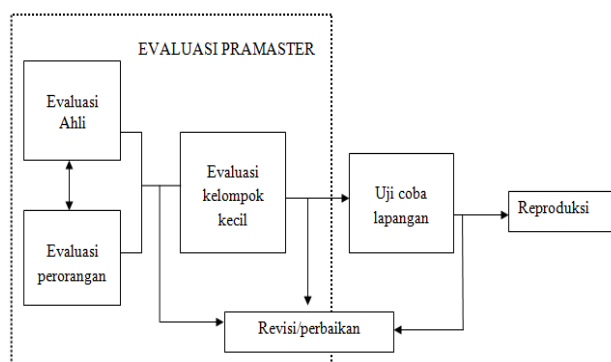 EVALUASI PRAMASTER
Evaluasi
Ahli
Evaluasi
perorangan
Evaluasi
kelompok
kecil
Uji coba
lapangan
Reproduksi
Revisi/perbaikan